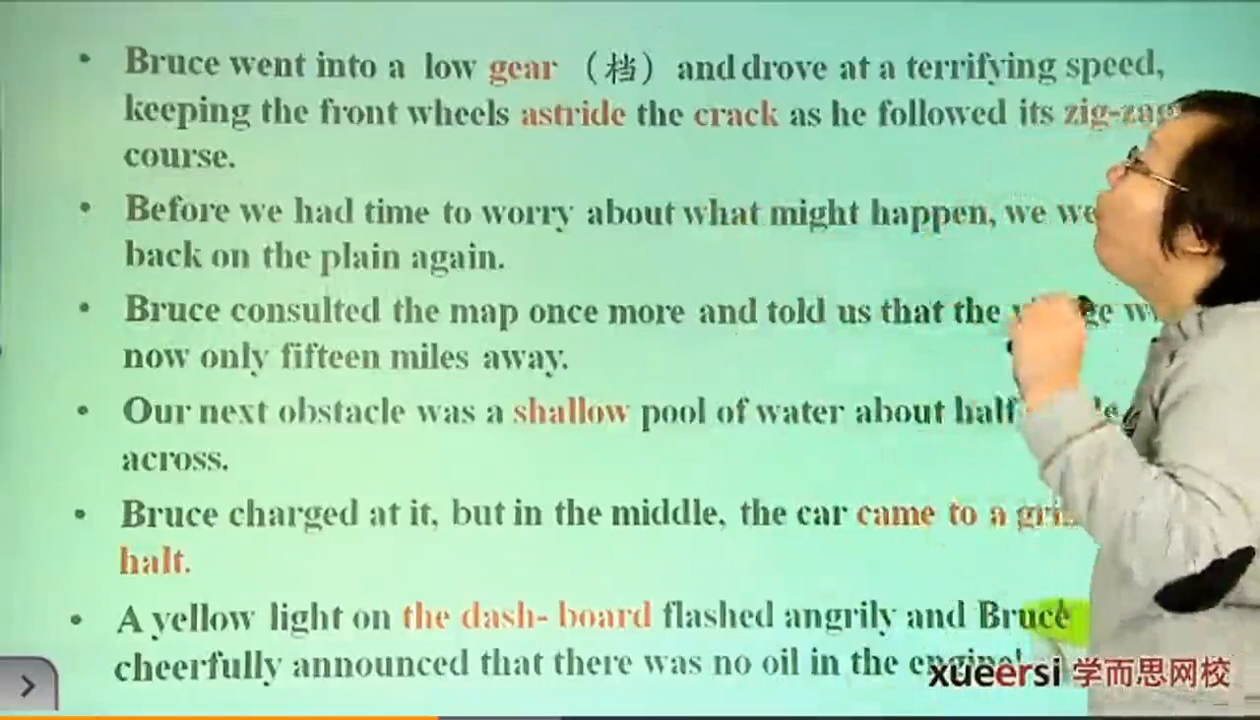 • Bruce went into a low gear （档） and drove at a terrifying speed,
keeping the front wheels astride the crack as he followed its zig-zag
course.
• Before we had time to worry about what might happen, we
back on the plain again.
• Bruce consulted the map once more and told us that the
now only fifteen miles away.
• Our next obstacle was a shallow pool of water about half
across.
• Bruce charged at it, but in the middle, the car came to a
halt.
• A yellow light on the dash- board flashed angrily and Bruce
cheerfully announced that there was no oil in the
xueersi 学而思网校